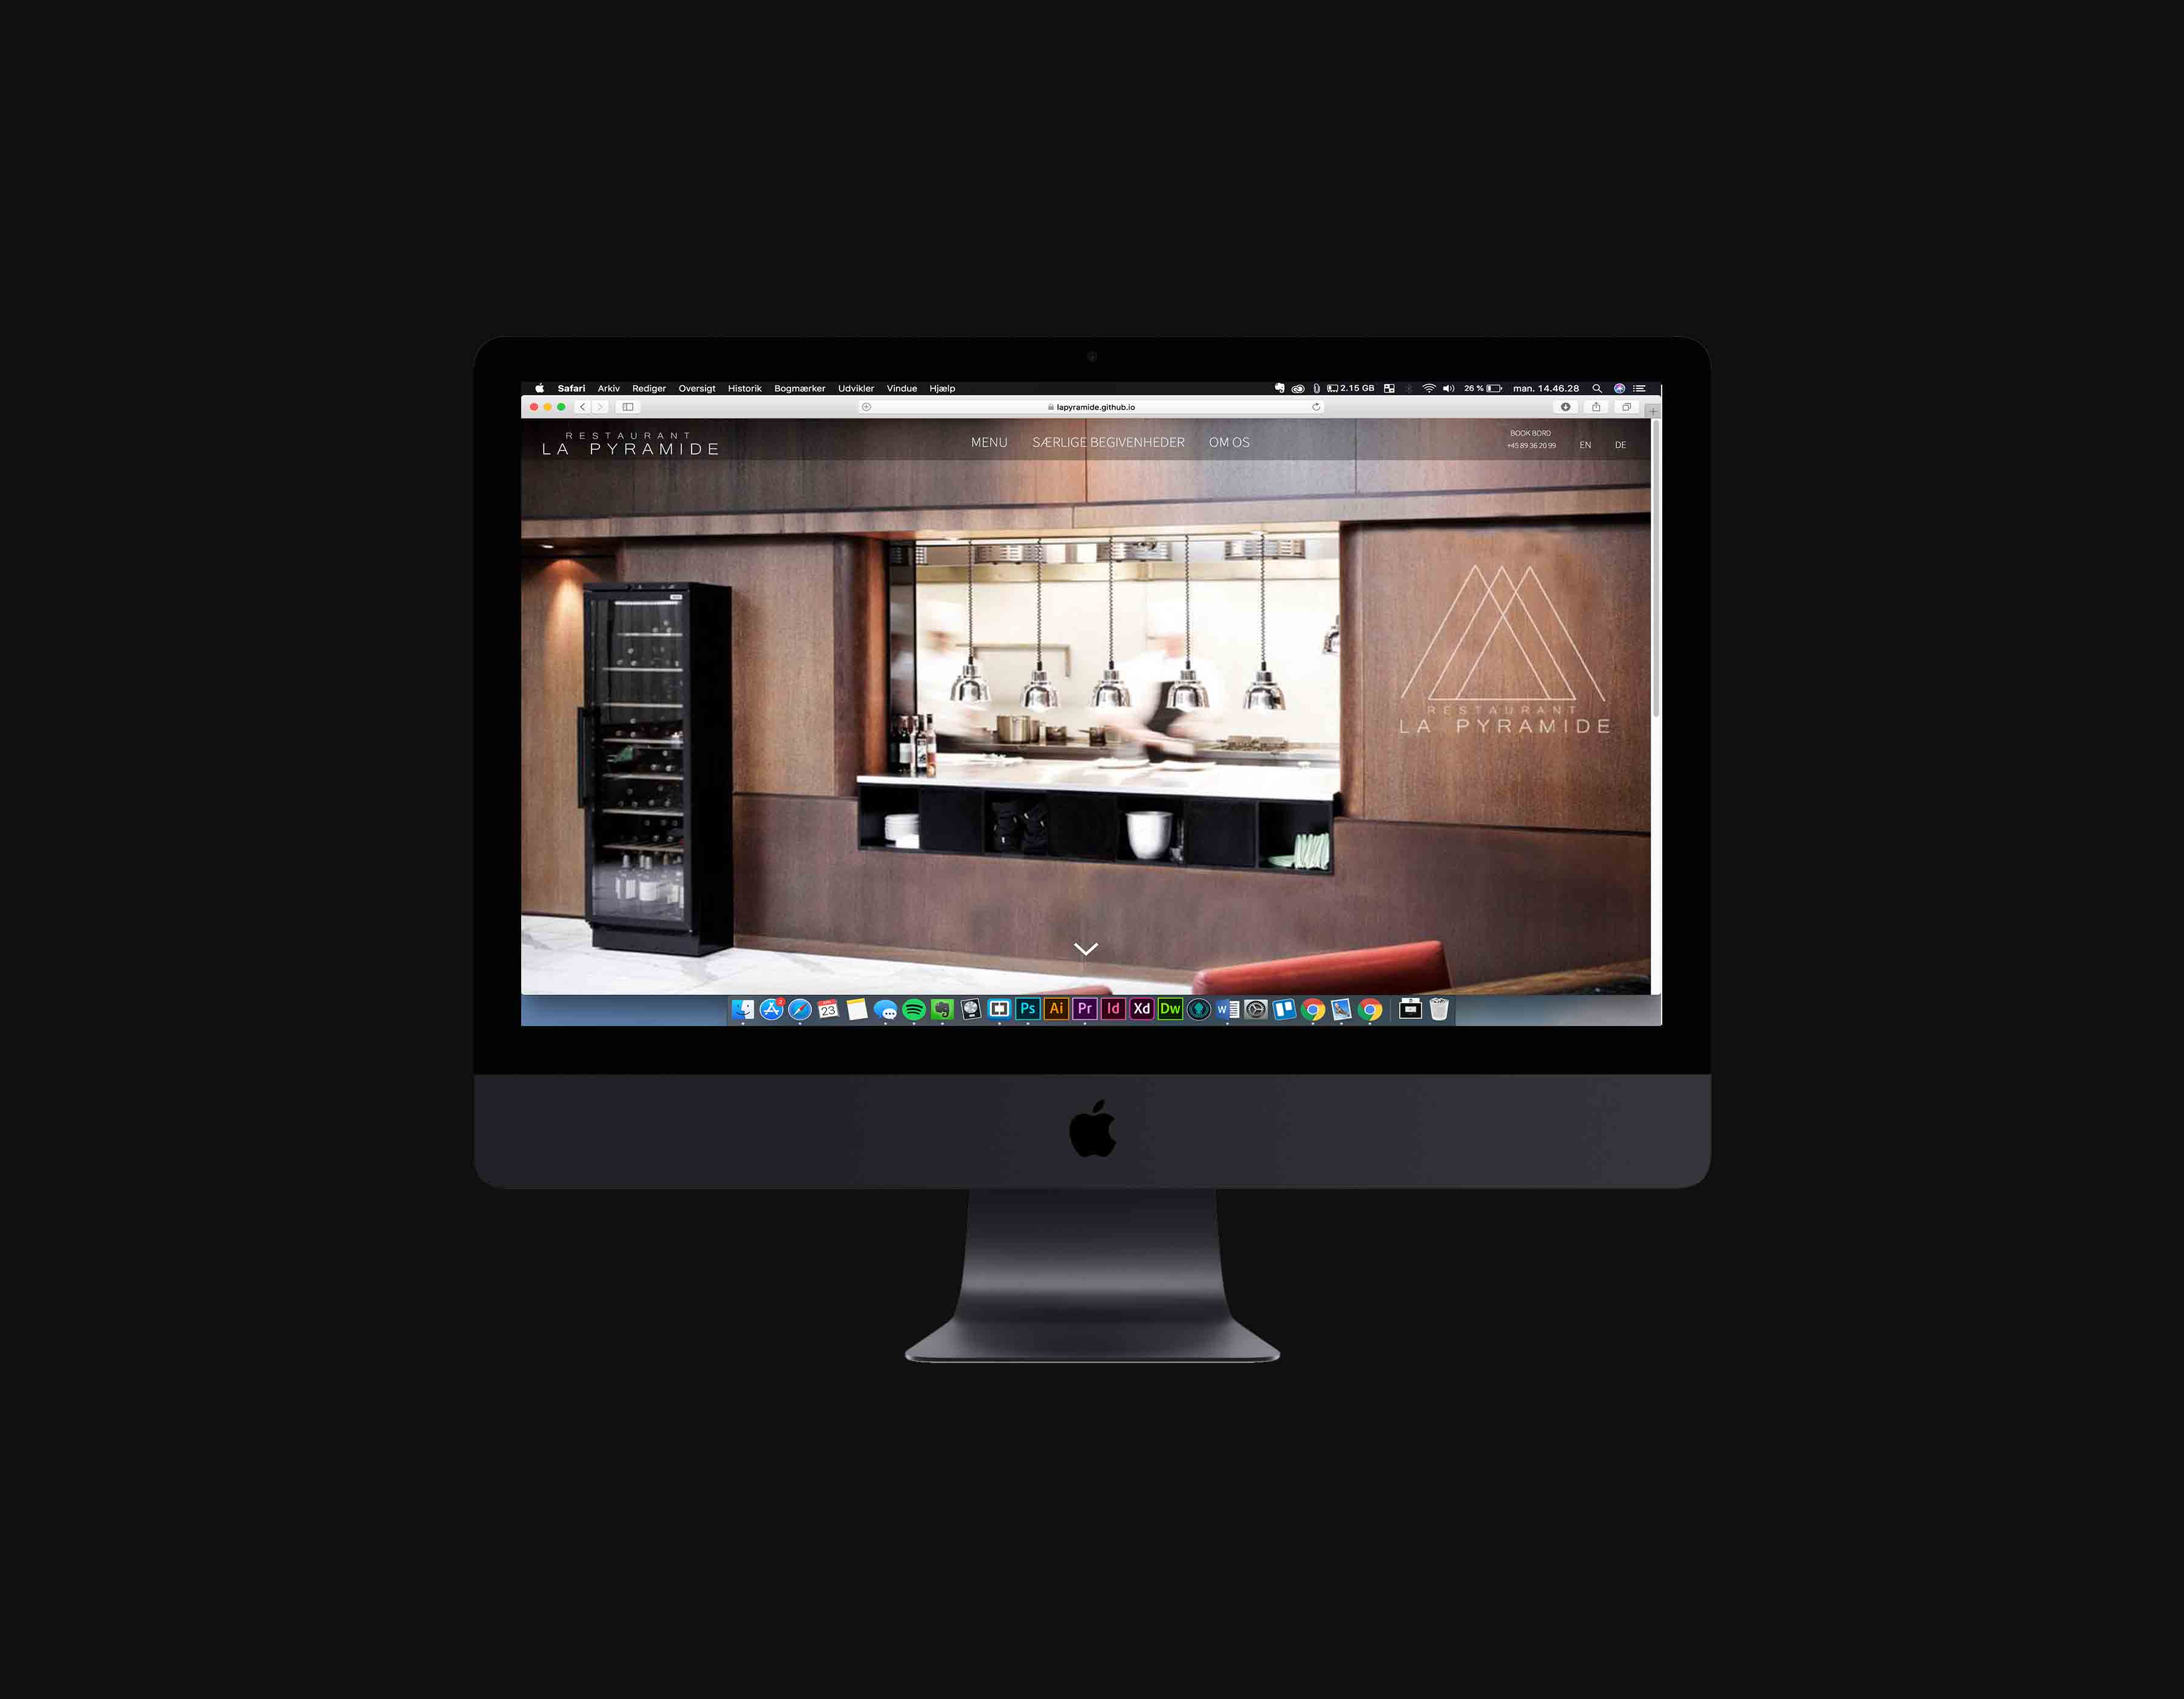 Safari Arkiv Rediger Oversigt Historik Bogmærker Udvikler Vindue Hjælp 2.15 GB 26 % man. 14.46.28
lapyramide.github.io
RESTAURANT
LA PYRAMIDE
MENU SÆRLIGE BEGIVENHEDER OM OS
BOOK BORD
+45 89 36 20 99
EN DE
RESTAURANT
LA PYRAMIDE
2 23 Ps Ai Pr Id Xd Dw W